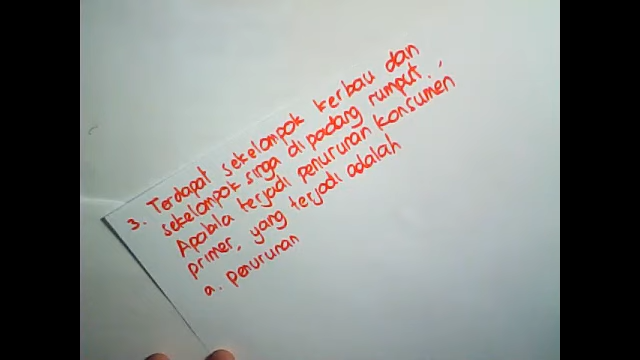 3. Terdapat sekelompok kerbau dan
sekelompok singa di padang rumput.
Apabila terjadi penurunan konsumen
primer, yang terjadi adalah
a. penurunan